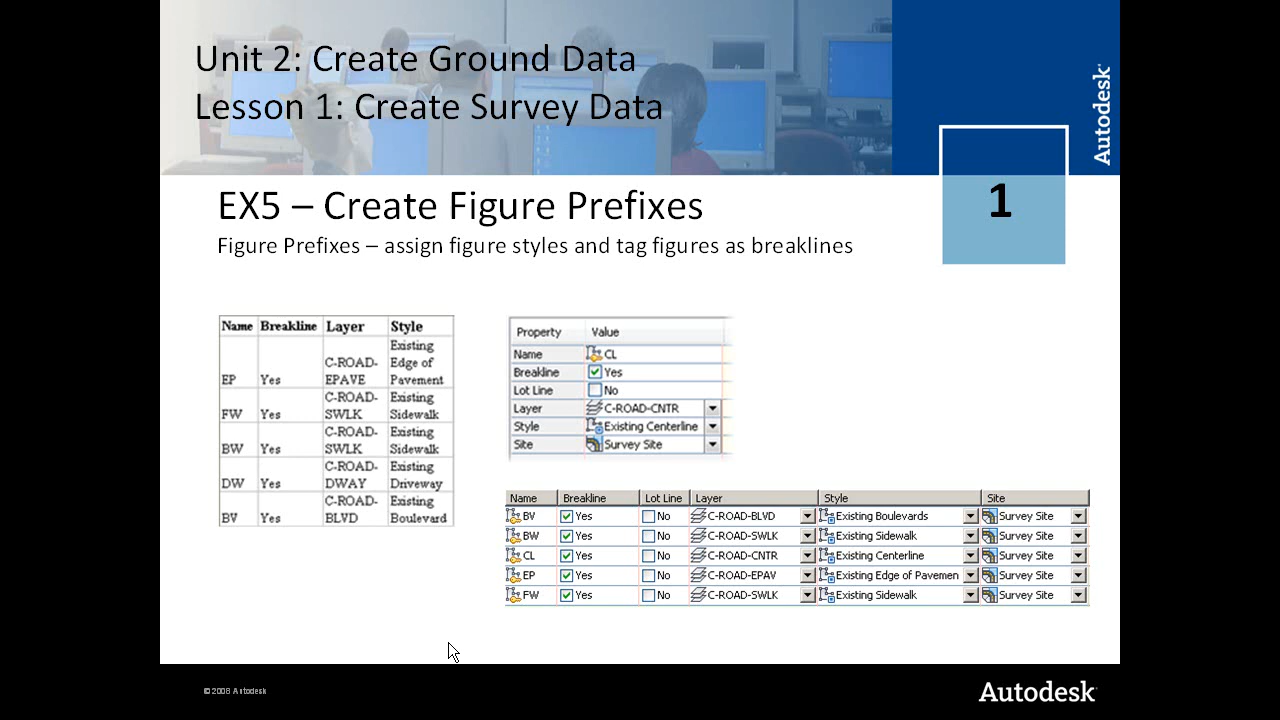 Unit 2: Create Ground Data
Lesson 1: Create Survey Data
Autodesk
1
EX5 – Create Figure Prefixes
Figure Prefixes – assign figure styles and tag figures as breaklines
Name Breakline Layer Style
EP Yes C-ROAD-EPAVE Existing Edge of Pavement
FW Yes C-ROAD-SWLK Existing Sidewalk
BW Yes C-ROAD-SWLK Existing Sidewalk
DW Yes C-ROAD-DWAY Existing Driveway
BV Yes C-ROAD-BLVD Existing Boulevard
Property Value
Name CL
Breakline Yes
Lot Line No
Layer C-ROAD-CNTR
Style Existing Centerline
Site Survey Site
Name Breakline Lot Line Layer Style Site
BV Yes No C-ROAD-BLVD Existing Boulevards Survey Site
BW Yes No C-ROAD-SWLK Existing Sidewalk Survey Site
CL Yes No C-ROAD-CNTR Existing Centerline Survey Site
EP Yes No C-ROAD-EPAV Existing Edge of Pavemen Survey Site
FW Yes No C-ROAD-SWLK Existing Sidewalk Survey Site
© 2008 Autodesk
Autodesk